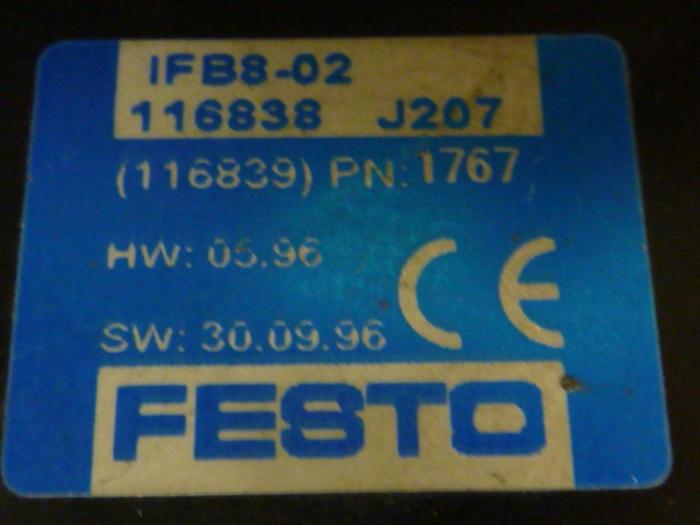 IFB8-02
116838 J207
(116839) PN: 1767
HW: 05.96
SW: 30.09.96
CE
FESTO